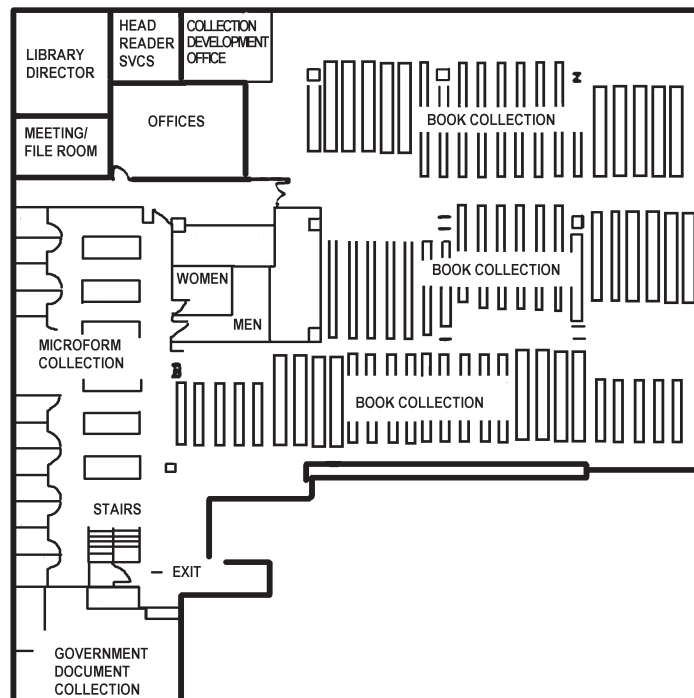 LIBRARY
DIRECTOR
HEAD
READER
SVCS
COLLECTION
DEVELOPMENT
OFFICE
MEETING/
FILE ROOM
OFFICES
BOOK COLLECTION
Z
WOMEN
MEN
BOOK COLLECTION
MICROFORM
COLLECTION
B
BOOK COLLECTION
STAIRS
EXIT
GOVERNMENT
DOCUMENT
COLLECTION